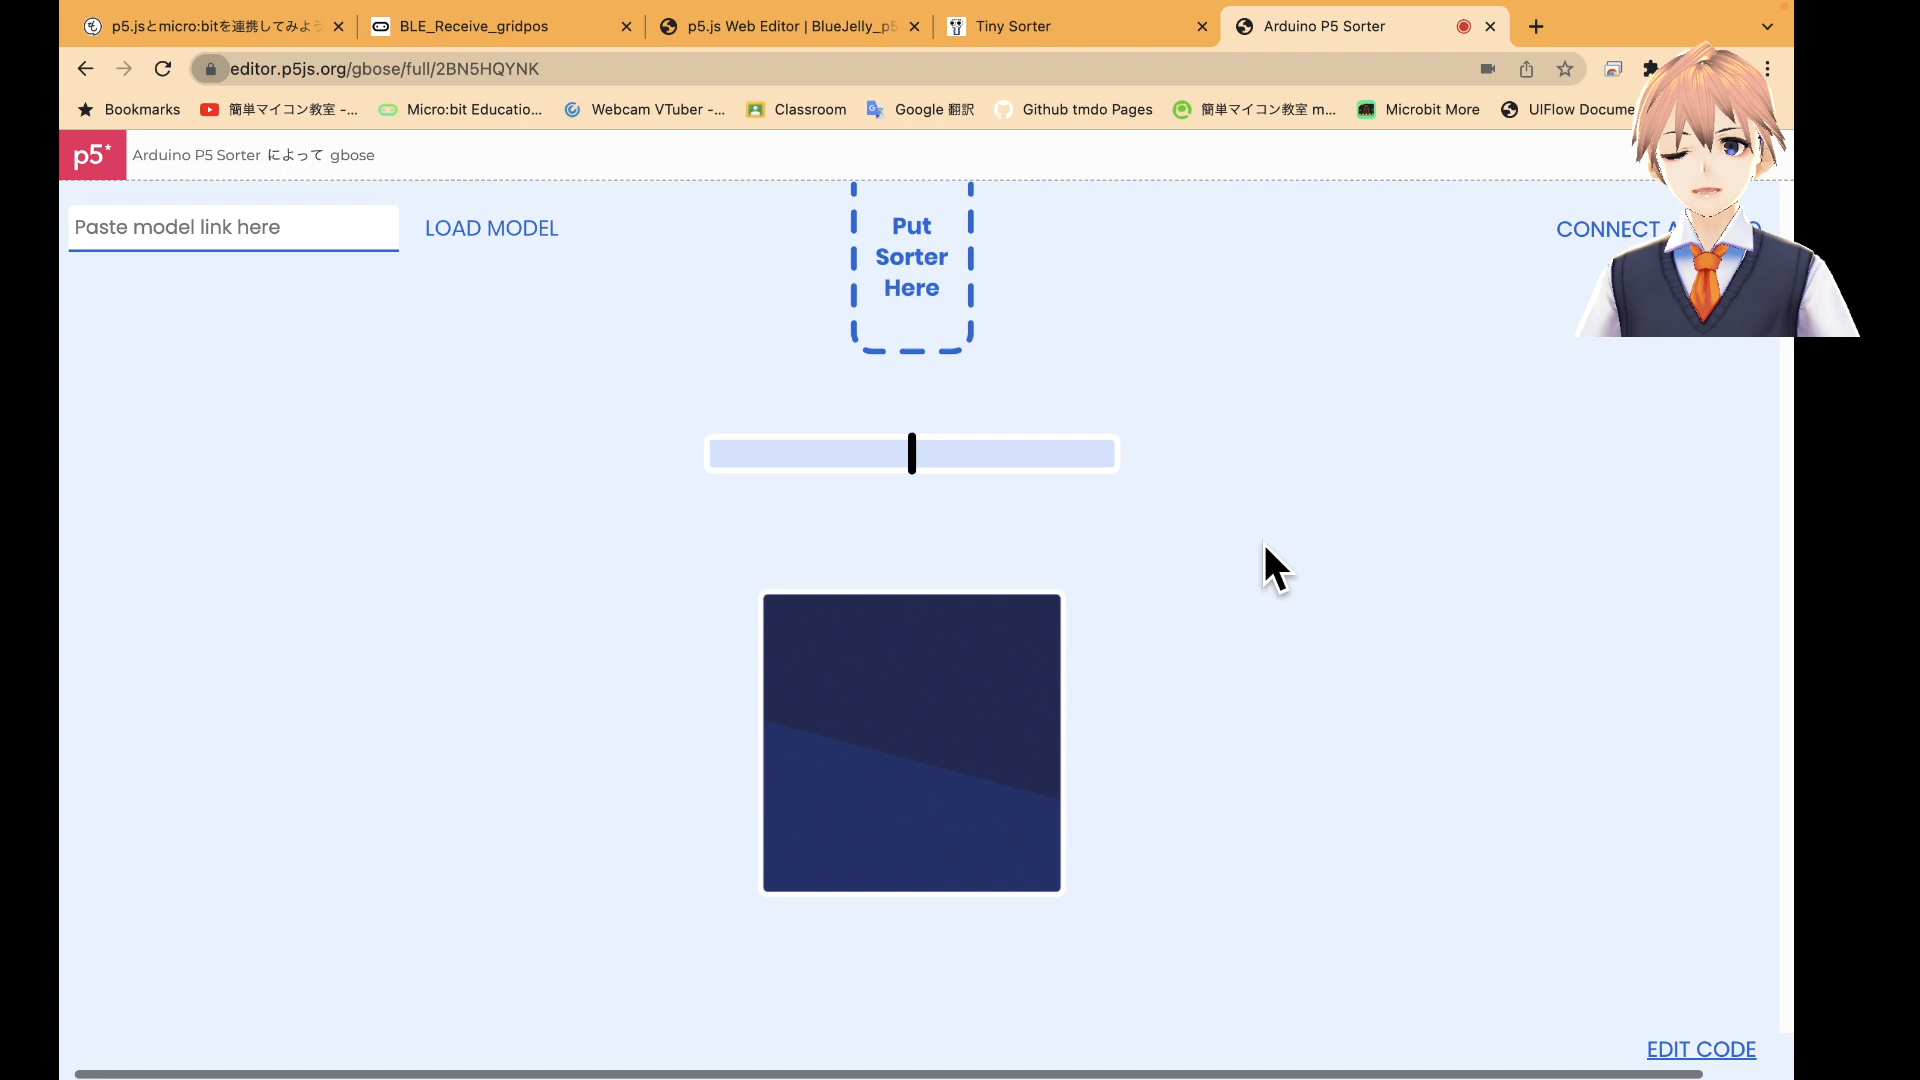 p5.jsとmicro:bitを連携してみよう
BLE_Receive_gridpos
p5.js Web Editor | BlueJelly_p5
Tiny Sorter
Arduino P5 Sorter
editor.p5js.org/gbose/full/2BN5HQYNK
Bookmarks
簡単マイコン教室 -...
Micro:bit Educatio...
Webcam VTuber -...
Classroom
Google 翻訳
Github tmdo Pages
簡単マイコン教室 m...
Microbit More
UIFlow Docume
p5*
Arduino P5 Sorter によって gbose
Paste model link here
LOAD MODEL
Put
Sorter
Here
CONNECT
EDIT CODE